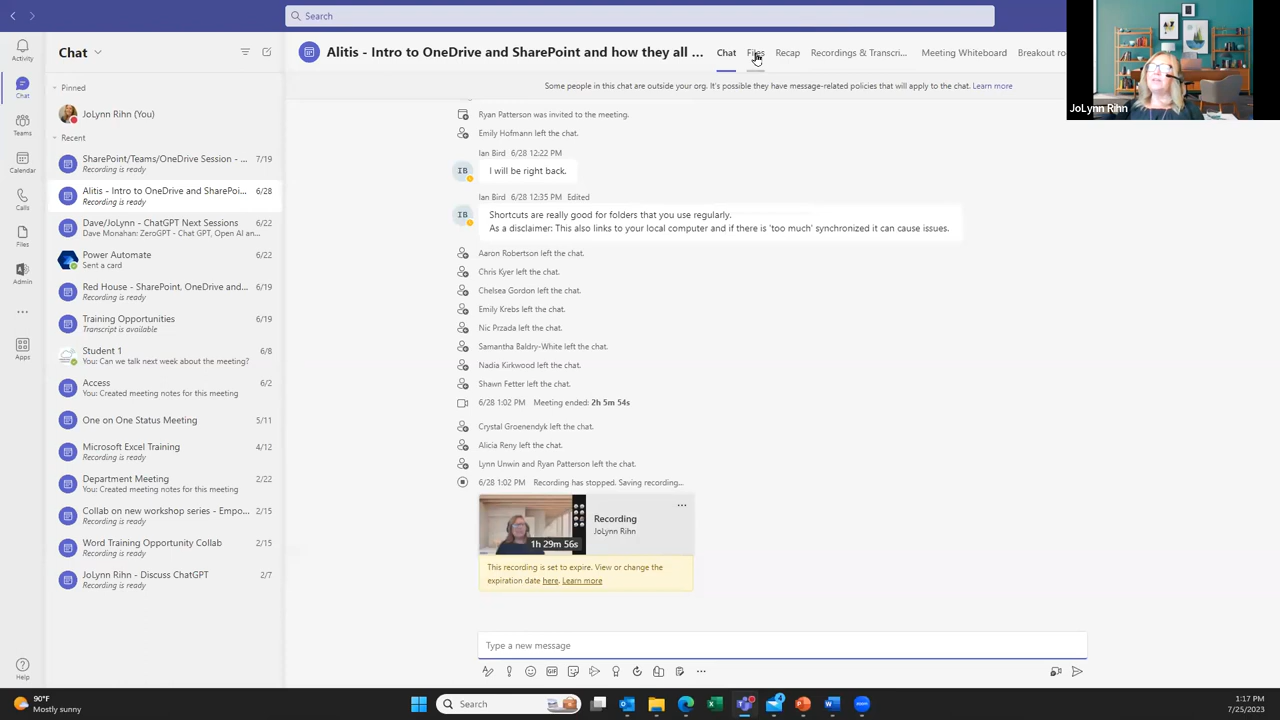 Search
Activity
Chat
Teams
Calendar
Calls
Files
Admin
Apps
Help
Chat
Pinned
JoLynn Rihn (You)
Recent
SharePoint/Teams/OneDrive Session - ...
7/19
Recording is ready
Alitis - Intro to OneDrive and SharePoi...
6/28
Recording is ready
Dave/JoLynn - ChatGPT Next Sessions
6/22
Dave Monahan: ZeroGPT - Chat GPT, Open AI an...
Power Automate
6/22
Sent a card
Red House - SharePoint, OneDrive and...
6/19
Recording is ready
Training Opportunities
6/19
Transcript is available
Student 1
6/8
You: Can we talk next week about the meeting?
Access
6/2
You: Created meeting notes for this meeting
One on One Status Meeting
5/11
Microsoft Excel Training
4/12
Recording is ready
Department Meeting
2/22
You: Created meeting notes for this meeting
Collab on new workshop series - Empo...
2/15
Recording is ready
Word Training Opportunity Collab
2/15
Recording is ready
JoLynn Rihn - Discuss ChatGPT
2/7
Recording is ready
Alitis - Intro to OneDrive and SharePoint and how they all ...
Chat
Files
Recap
Recordings & Transcri...
Meeting Whiteboard
Breakout ro
JoLynn Rihn
Some people in this chat are outside your org. It's possible they have message-related policies that will apply to the chat. Learn more
Ryan Patterson was invited to the meeting.
Emily Hofmann left the chat.
Ian Bird 6/28 12:22 PM
IB
I will be right back.
Ian Bird 6/28 12:35 PM Edited
IB
Shortcuts are really good for folders that you use regularly.
As a disclaimer: This also links to your local computer and if there is 'too much' synchronized it can cause issues.
Aaron Robertson left the chat.
Chris Kyer left the chat.
Chelsea Gordon left the chat.
Emily Krebs left the chat.
Nic Przada left the chat.
Samantha Baldry-White left the chat.
Nadia Kirkwood left the chat.
Shawn Fetter left the chat.
6/28 1:02 PM Meeting ended: 2h 5m 54s
Crystal Groenendyk left the chat.
Alicia Reny left the chat.
Lynn Unwin and Ryan Patterson left the chat.
6/28 1:02 PM Recording has stopped. Saving recording...
Recording
JoLynn Rihn
1h 29m 56s
This recording is set to expire. View or change the
expiration date here. Learn more
Type a new message
GIF
90°F
Mostly sunny
Search
1:17 PM
7/25/2023